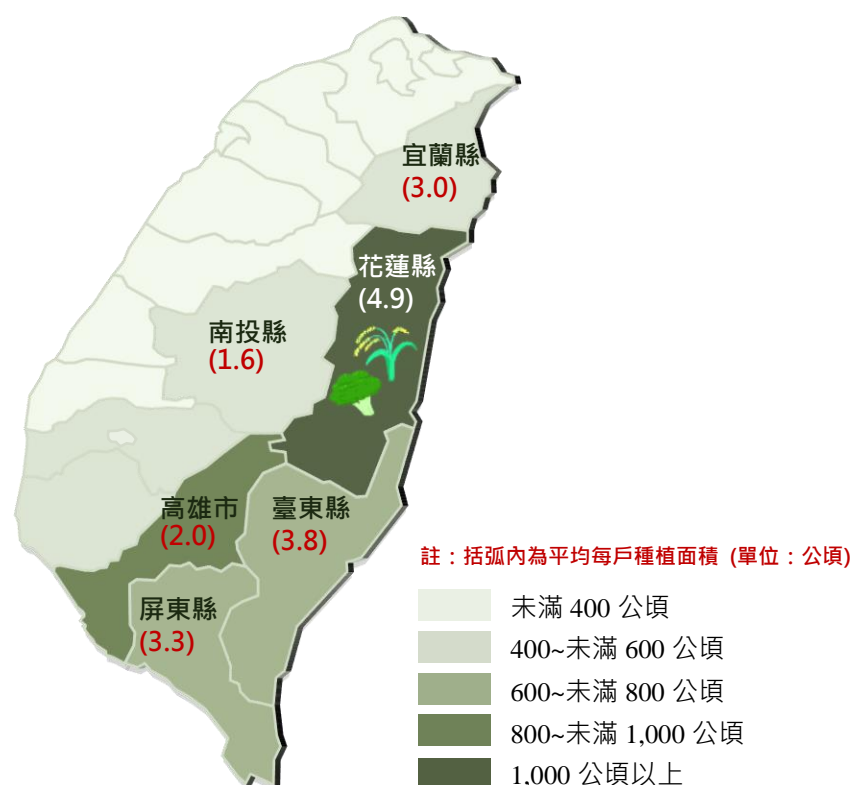 宜蘭縣
(3.0)
花蓮縣
(4.9)
南投縣
(1.6)
高雄市
(2.0)
臺東縣
(3.8)
屏東縣
(3.3)
註：括弧內為平均每戶種植面積 (單位：公頃)
未滿 400 公頃
400~未滿 600 公頃
600~未滿 800 公頃
800~未滿 1,000 公頃
1,000 公頃以上